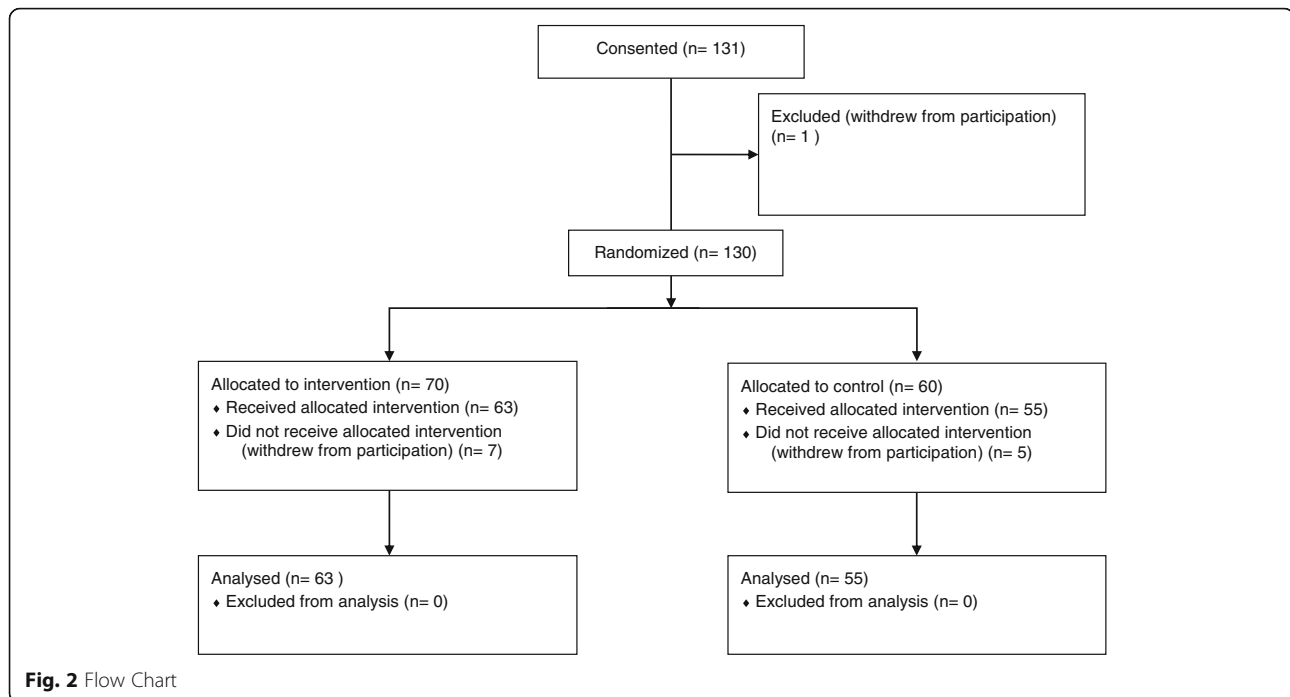 Consented (n= 131)
Excluded (withdrew from participation)
(n= 1 )
Randomized (n= 130)
Allocated to intervention (n= 70)
♦ Received allocated intervention (n= 63)
♦ Did not receive allocated intervention
(withdrew from participation) (n= 7)
Allocated to control (n= 60)
♦ Received allocated intervention (n= 55)
♦ Did not receive allocated intervention
(withdrew from participation) (n= 5)
Analysed (n= 63 )
♦ Excluded from analysis (n= 0)
Analysed (n= 55)
♦ Excluded from analysis (n= 0)
Fig. 2 Flow Chart